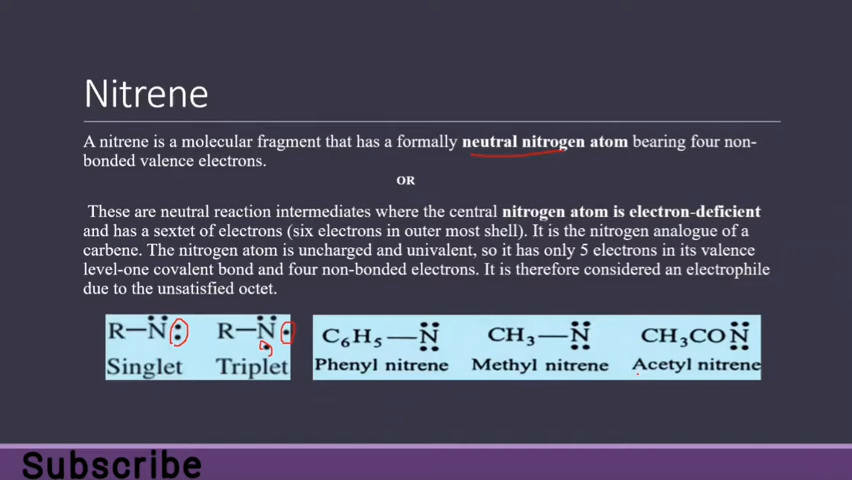 Nitrene
A nitrene is a molecular fragment that has a formally neutral nitrogen atom bearing four non-
bonded valence electrons.
OR
These are neutral reaction intermediates where the central nitrogen atom is electron-deficient
and has a sextet of electrons (six electrons in outer most shell). It is the nitrogen analogue of a
carbene. The nitrogen atom is uncharged and univalent, so it has only 5 electrons in its valence
level-one covalent bond and four non-bonded electrons. It is therefore considered an electrophile
due to the unsatisfied octet.
R—N̈: R—N̈· C₆H₅—N̈ CH₃—N̈ CH₃CON̈
Singlet Triplet Phenyl nitrene Methyl nitrene Acetyl nitrene
Subscribe